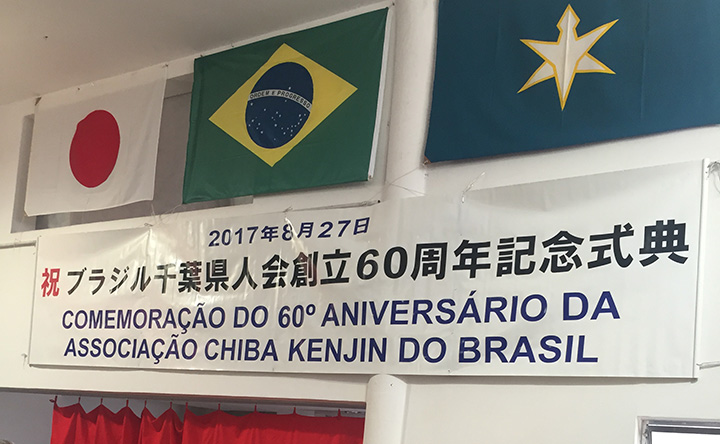 ORDEM E PROGRESSO
2017年8月27日
祝 ブラジル千葉県人会創立60周年記念式典
COMEMORAÇÃO DO 60º ANIVERSÁRIO DA
ASSOCIAÇÃO CHIBA KENJIN DO BRASIL